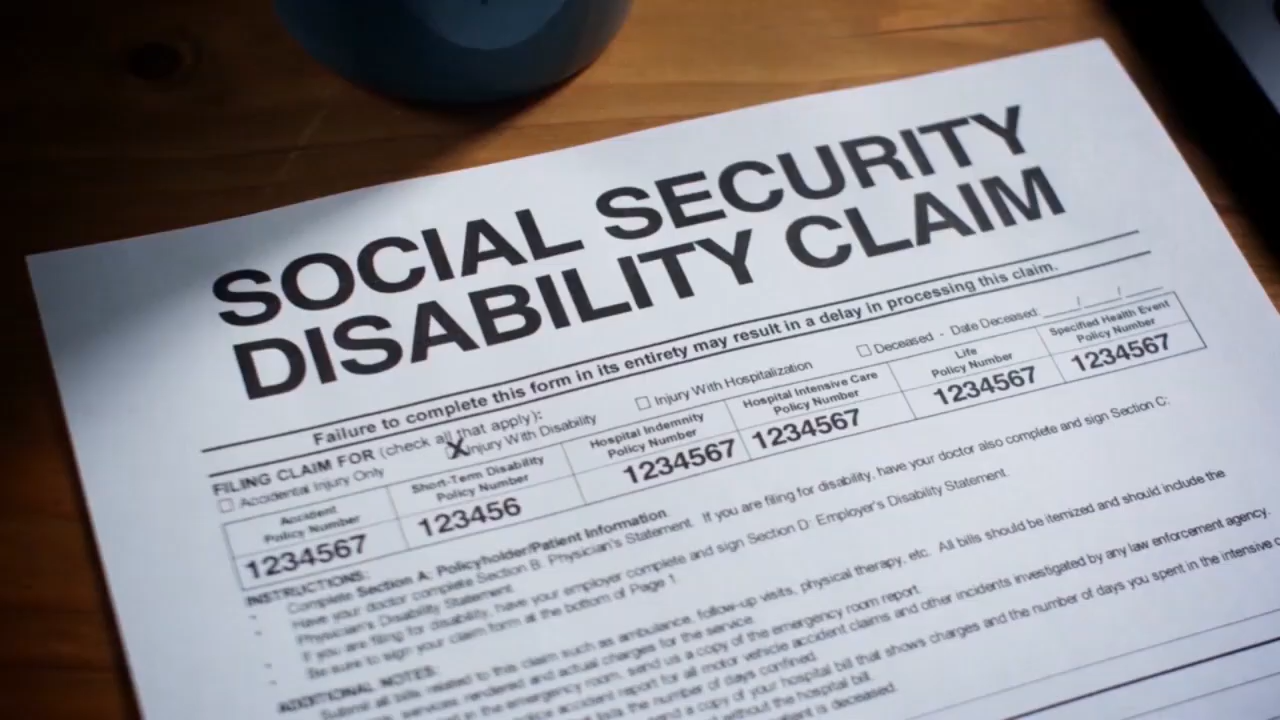 SOCIAL SECURITY
DISABILITY CLAIM
Failure to complete this form in its entirety may result in a delay in processing this claim.
FILING CLAIM FOR (check all that apply):
Accidental Injury Only X Injury With Disability Injury With Hospitalization Deceased - Date Deceased: / /
Accident Policy Number Short-Term Disability Policy Number Hospital Indemnity Policy Number Hospital Intensive Care Policy Number Life Policy Number Specified Health Event Policy Number
1234567 123456 1234567 1234567 1234567 1234567
INSTRUCTIONS:
Complete Section A: Policyholder/Patient Information
Have your doctor complete Section B: Physician's Statement. If you are filing for disability, have your doctor also complete and sign Section C:
Physician's Disability Statement.
If you are filing for disability, have your employer complete and sign Section D: Employer's Disability Statement.
Be sure to sign your claim form at the bottom of Page 1.
ADDITIONAL NOTES:
Submit all bills related to this claim such as ambulance, follow-up visits, physical therapy, etc. All bills should be itemized and should include the
services rendered and actual charges for the service.
in the emergency room, send us a copy of the emergency room report.
accident report for all motor vehicle accident claims and other incidents investigated by any law enforcement agency.
the number of days confined.
a copy of your hospital bill that shows charges and the number of days you spent in the intensive
without the hospital bill.
is deceased.